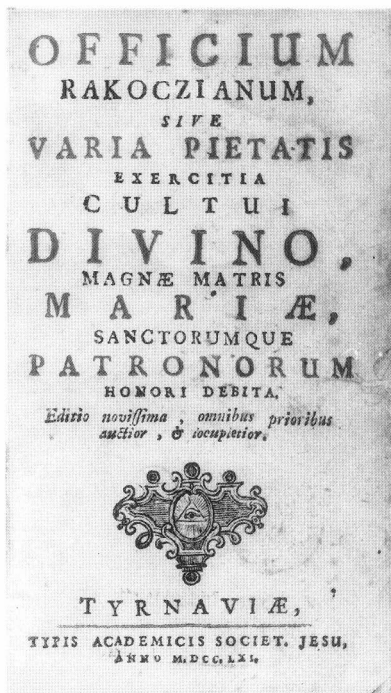 OFFICIUM
RAKOCZIANUM,
SIVE
VARIA PIETATIS
EXERCITIA
CULTUI
DIVINO,
MAGNÆ MATRIS
MARIÆ,
SANCTORUMQUE
PATRONORUM
HONORI DEBITA.
Editio noviſſima, omnibus prioribus
auctior, & locupletior.
TYRNAVIÆ,
TYPIS ACADEMICIS SOCIET. JESU,
ANNO M.DCC.LXI.